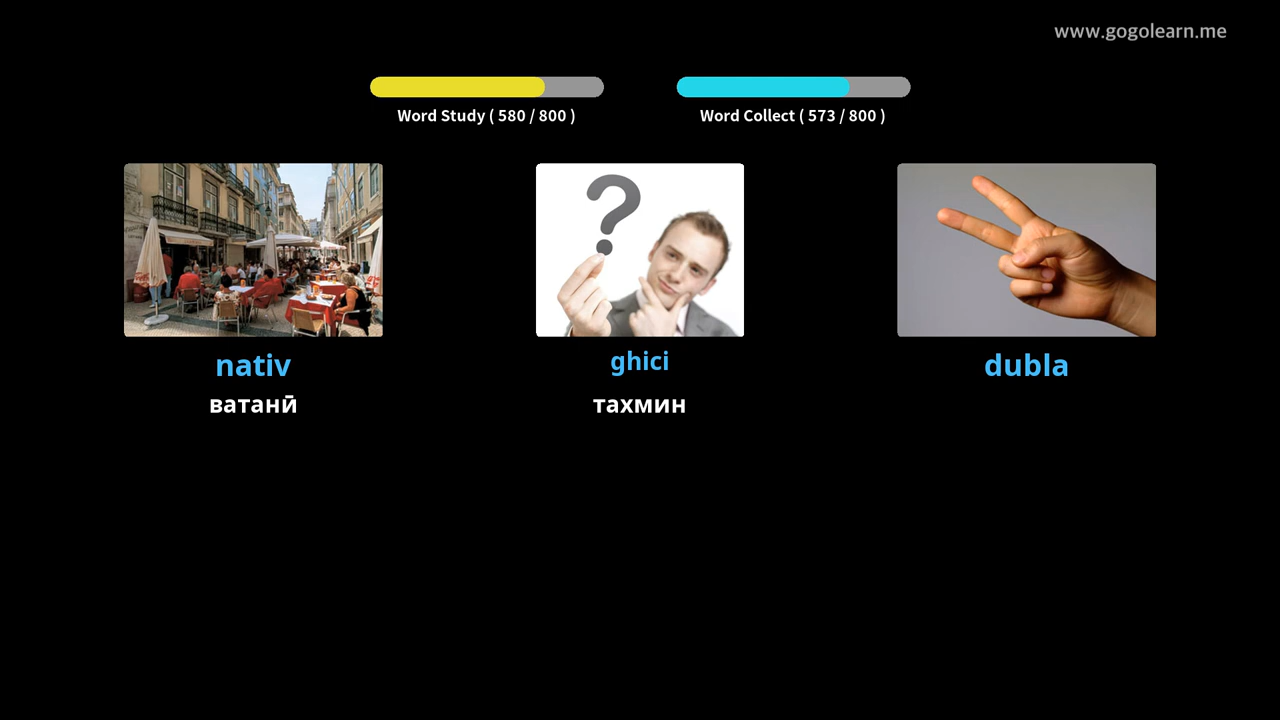 www.gogolearn.me
Word Study ( 580 / 800 )
Word Collect ( 573 / 800 )
nativ
ghici
dubla
ватанӣ
тахмин